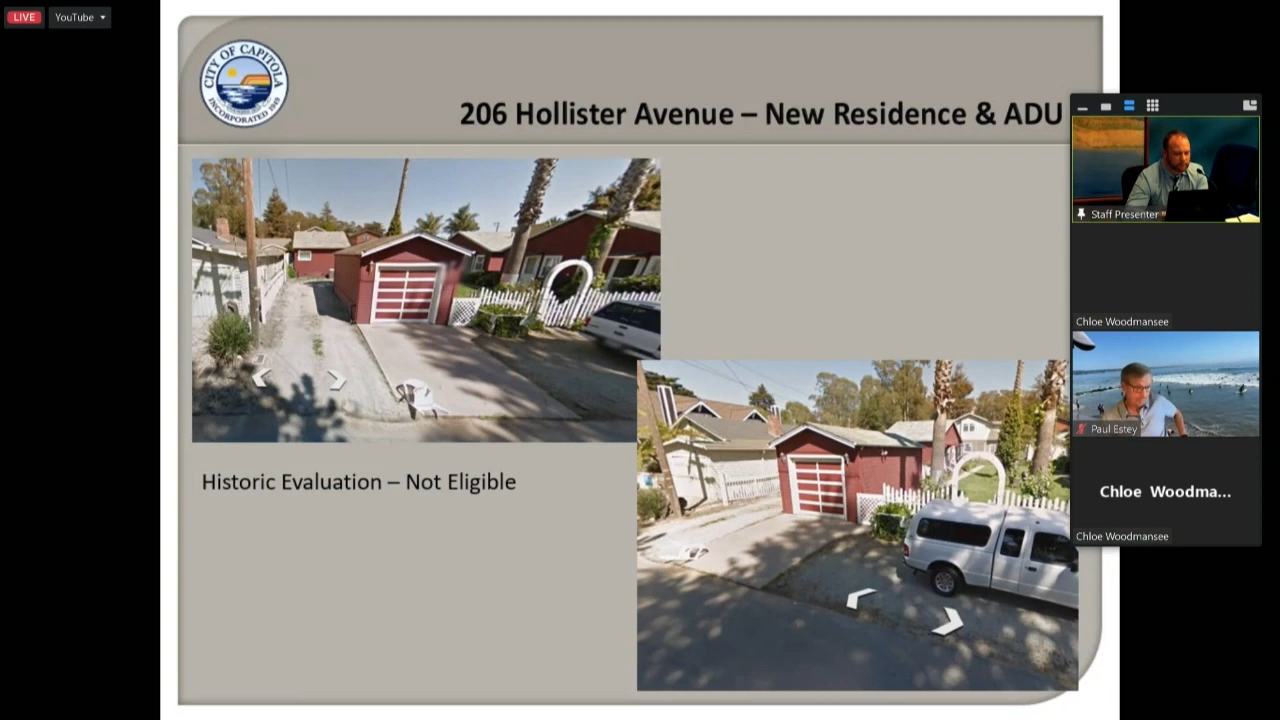 LIVE
YouTube
CITY OF CAPITOLA
INCORPORATED 1949
206 Hollister Avenue – New Residence & ADU
Historic Evaluation – Not Eligible
Staff Presenter
Chloe Woodmansee
Paul Estey
Chloe Woodma...
Chloe Woodmansee